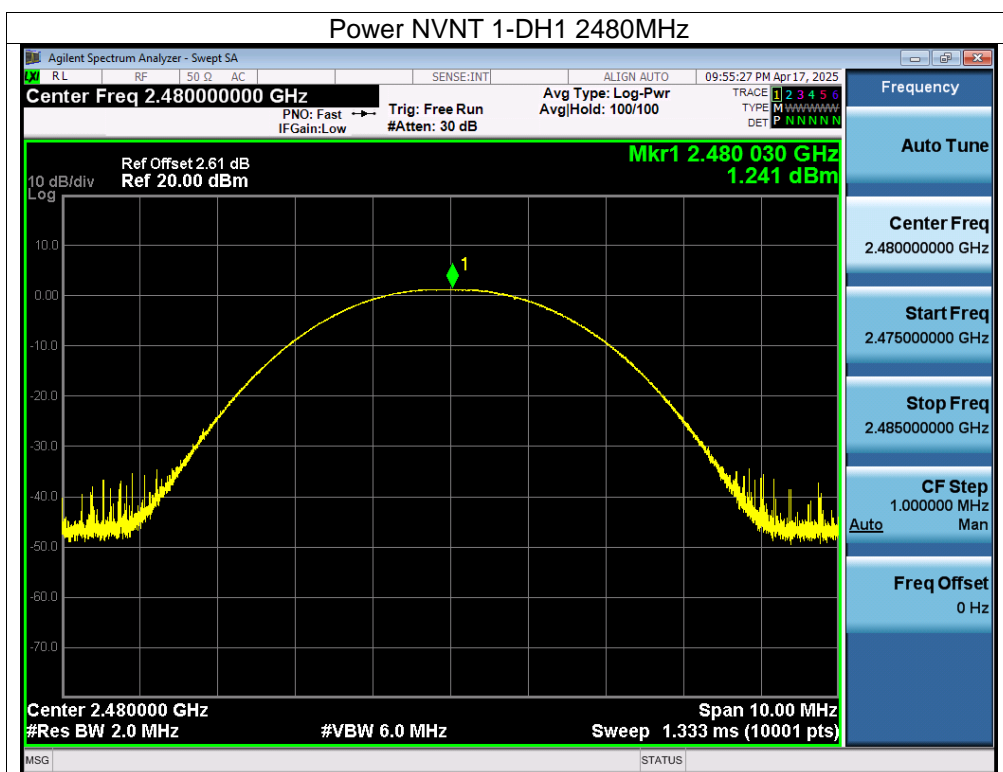 Power NVNT 1-DH1 2480MHz
Agilent Spectrum Analyzer - Swept SA
LXI RL RF 50 Ω AC SENSE:INT ALIGN AUTO 09:55:27 PM Apr 17, 2025
Center Freq 2.480000000 GHz
PNO: Fast
IFGain:Low
Trig: Free Run
#Atten: 30 dB
Avg Type: Log-Pwr
Avg|Hold: 100/100
TRACE 1 2 3 4 5 6
TYPE M WWWWW
DET P N N N N N
Ref Offset 2.61 dB
10 dB/div Ref 20.00 dBm
Log
Mkr1 2.480 030 GHz
1.241 dBm
1
10.0
0.00
-10.0
-20.0
-30.0
-40.0
-50.0
-60.0
-70.0
Center 2.480000 GHz Span 10.00 MHz
#Res BW 2.0 MHz #VBW 6.0 MHz Sweep 1.333 ms (10001 pts)
MSG STATUS
Frequency
Auto Tune
Center Freq
2.480000000 GHz
Start Freq
2.475000000 GHz
Stop Freq
2.485000000 GHz
CF Step
1.000000 MHz
Auto Man
Freq Offset
0 Hz